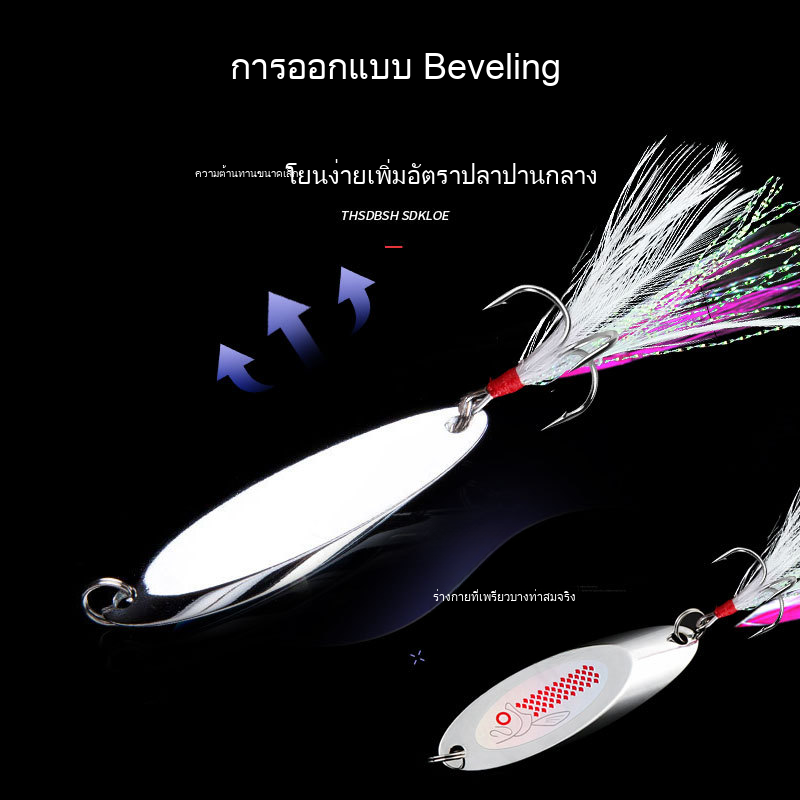 การออกแบบ Beveling
ความต้านทานขนาดเล็ก
โยนง่ายเพิ่มอัตราปลาปานกลาง
THSDBSH SDKLOE
ร่างกายที่เพรียวบางท่าสมจริง